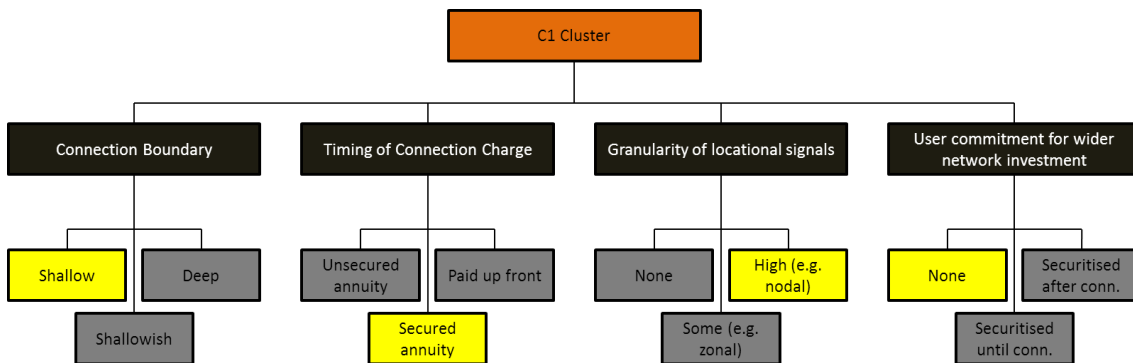 C1 Cluster
Connection Boundary
Timing of Connection Charge
Granularity of locational signals
User commitment for wider
network investment
Shallow
Deep
Shallowish
Unsecured
annuity
Paid up front
Secured
annuity
None
High (e.g.
nodal)
Some (e.g.
zonal)
None
Securitised
after conn.
Securitised
until conn.